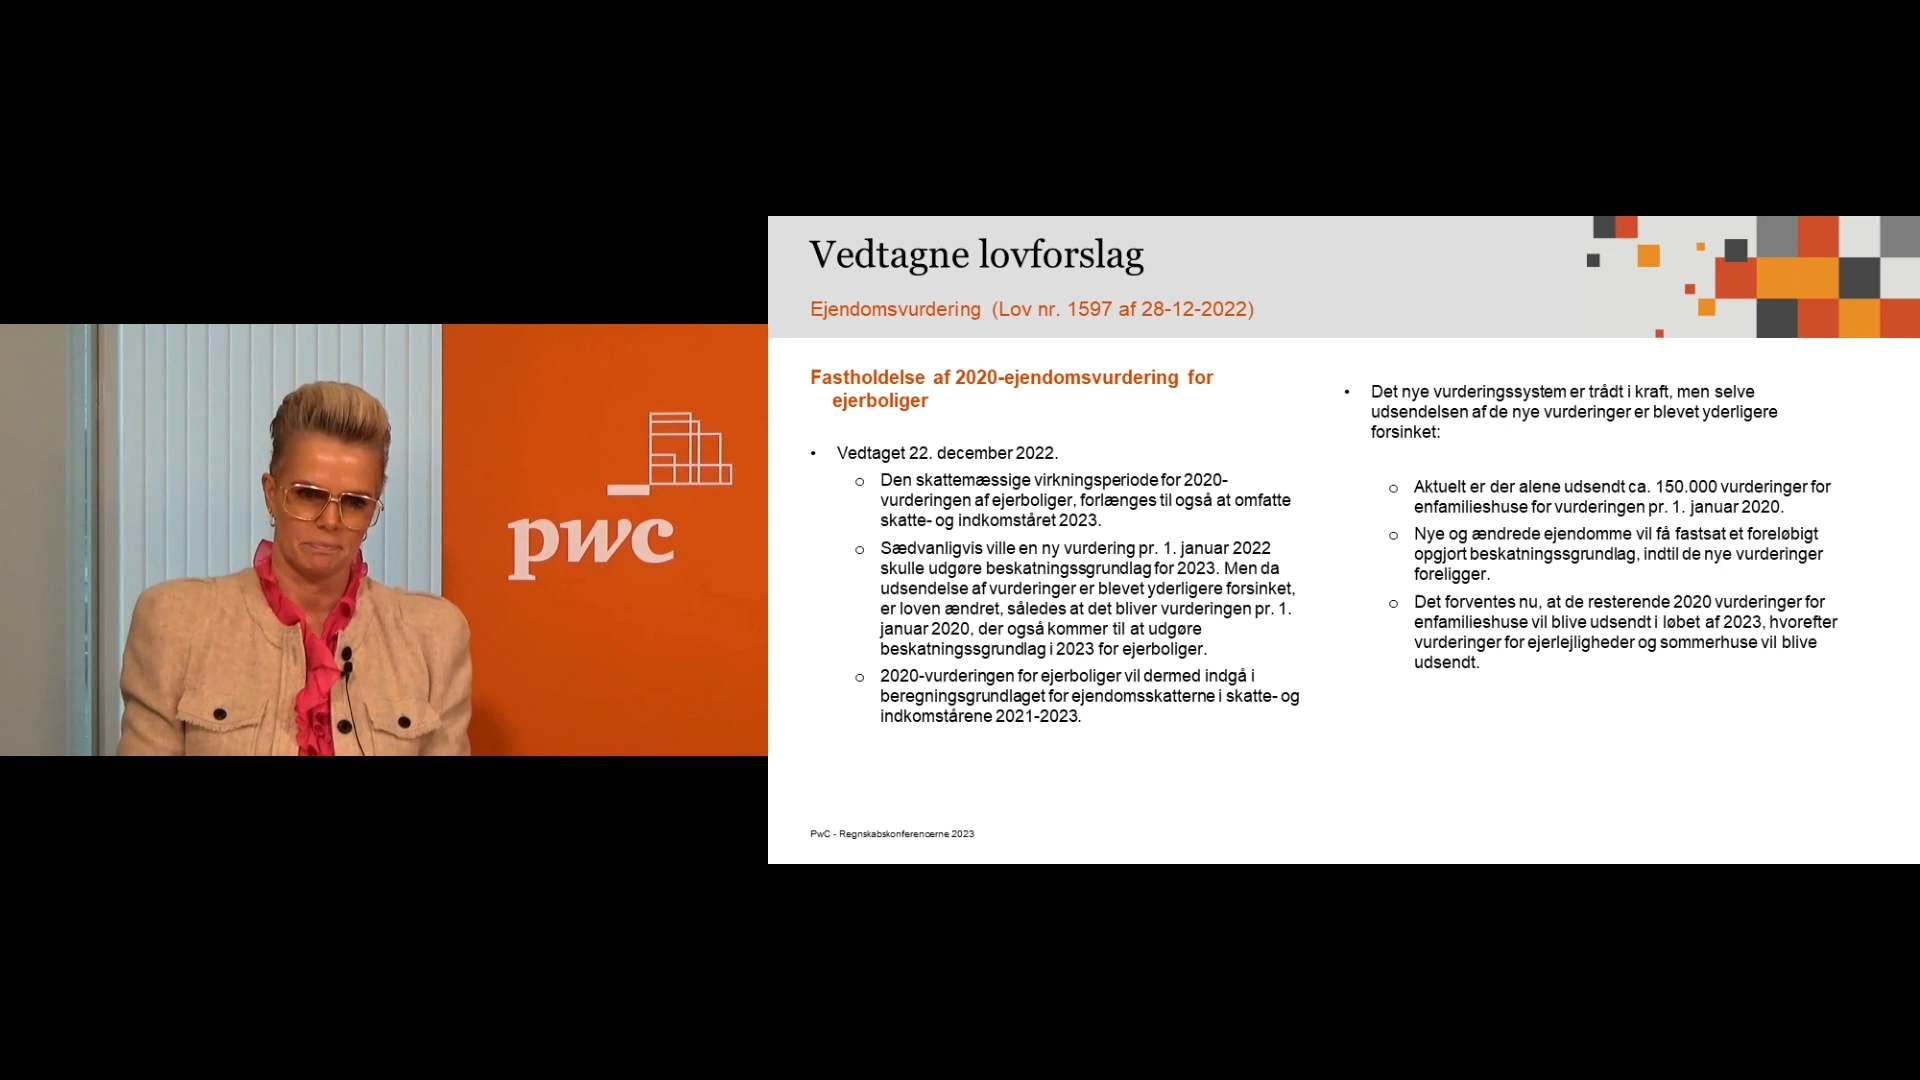 pwc
Vedtagne lovforslag
Ejendomsvurdering (Lov nr. 1597 af 28-12-2022)
Fastholdelse af 2020-ejendomsvurdering for
ejerboliger
• Vedtaget 22. december 2022.
o Den skattemæssige virkningsperiode for 2020-
vurderingen af ejerboliger, forlænges til også at omfatte
skatte- og indkomståret 2023.
o Sædvanligvis ville en ny vurdering pr. 1. januar 2022
skulle udgøre beskatningssgrundlag for 2023. Men da
udsendelse af vurderinger er blevet yderligere forsinket,
er loven ændret, således at det bliver vurderingen pr. 1.
januar 2020, der også kommer til at udgøre
beskatningssgrundlag i 2023 for ejerboliger.
o 2020-vurderingen for ejerboliger vil dermed indgå i
beregningsgrundlaget for ejendomsskatterne i skatte- og
indkomstårene 2021-2023.
• Det nye vurderingssystem er trådt i kraft, men selve
udsendelsen af de nye vurderinger er blevet yderligere
forsinket:
o Aktuelt er der alene udsendt ca. 150.000 vurderinger for
enfamilieshuse for vurderingen pr. 1. januar 2020.
o Nye og ændrede ejendomme vil få fastsat et foreløbigt
opgjort beskatningssgrundlag, indtil de nye vurderinger
foreligger.
o Det forventes nu, at de resterende 2020 vurderinger for
enfamilieshuse vil blive udsendt i løbet af 2023, hvorefter
vurderinger for ejerlejligheder og sommerhuse vil blive
udsendt.
PwC - Regnskabskonferencerne 2023